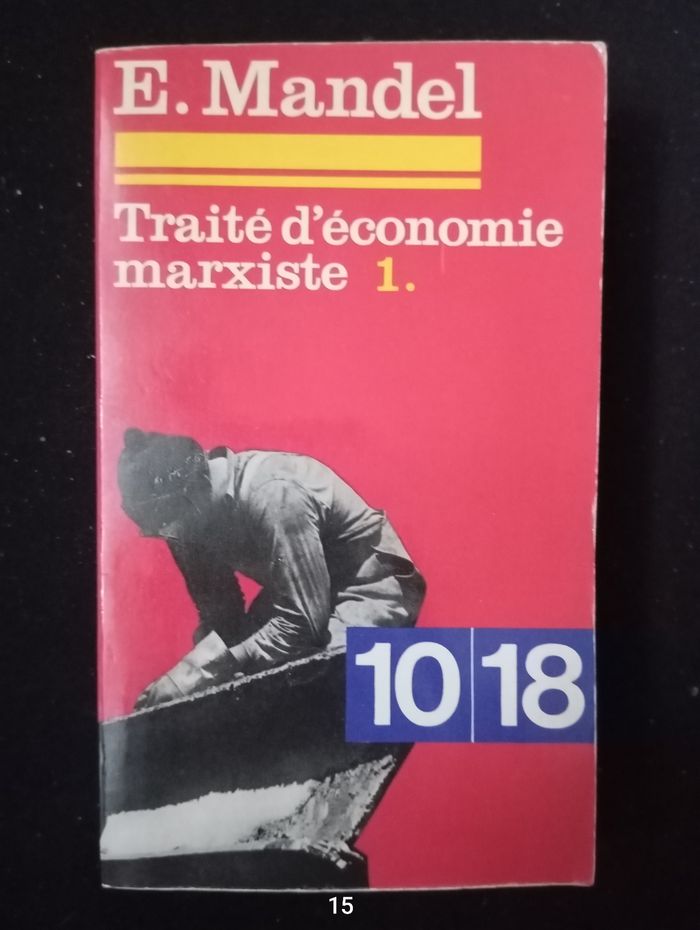 E. Mandel
Traité d'économie
marxiste 1.
10 18
15